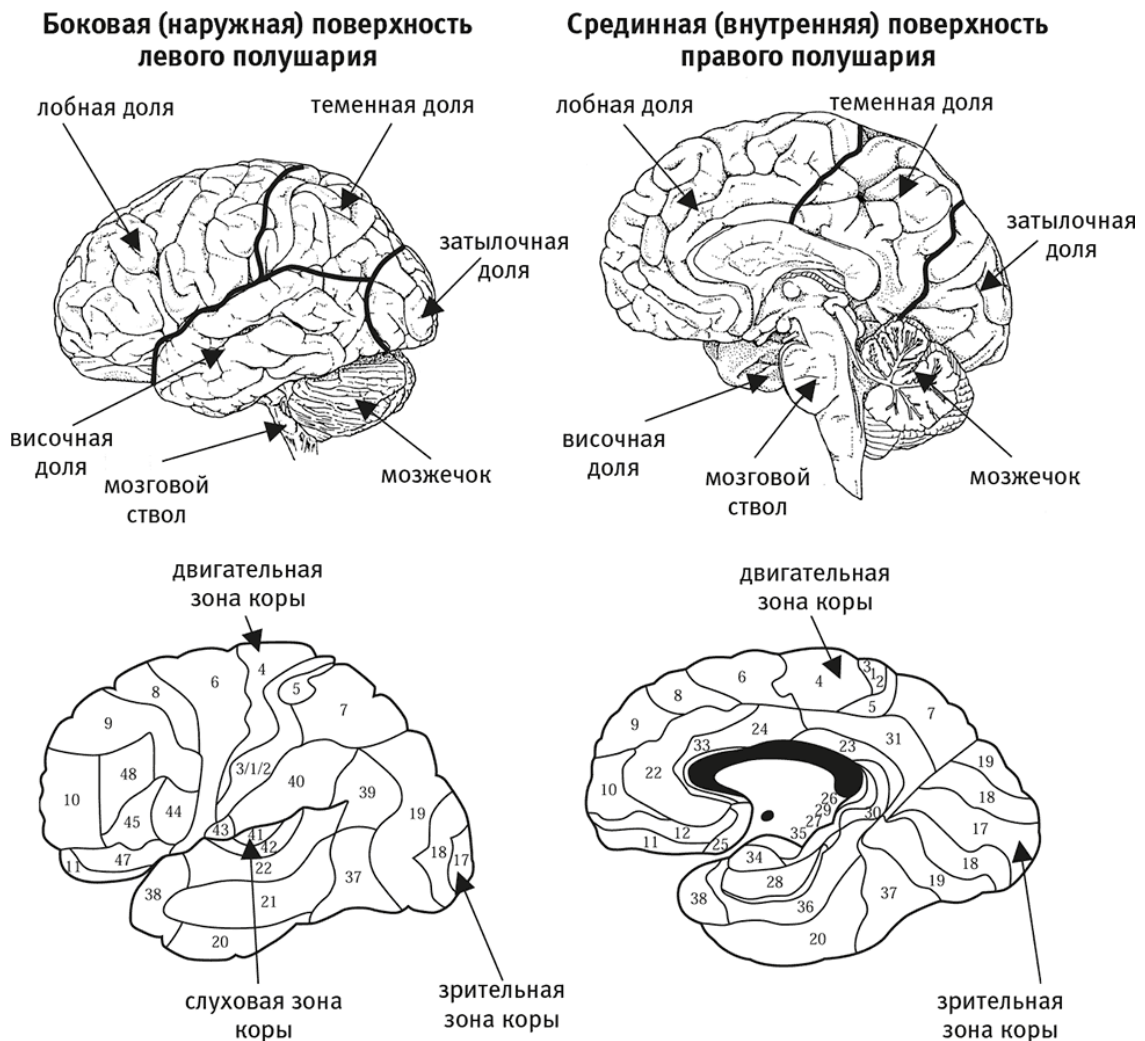 Боковая (наружная) поверхность
левого полушария
Срединная (внутренняя) поверхность
правого полушария
лобная доля
теменная доля
затылочная
доля
височная
доля
мозговой
ствол
мозжечок
лобная доля
теменная доля
затылочная
доля
височная
доля
мозговой
ствол
мозжечок
двигательная
зона коры
4
6
8
9
5
7
3/1/2
48
40
10
39
19
44
45
43
41
42
47
11
22
18
17
38
21
37
20
слуховая зона
коры
зрительная
зона коры
двигательная
зона коры
3
1
2
4
6
8
5
7
9
24
31
33
23
22
19
10
26
18
29
30
27
17
12
35
11
25
34
18
28
19
37
38
36
20
зрительная
зона коры